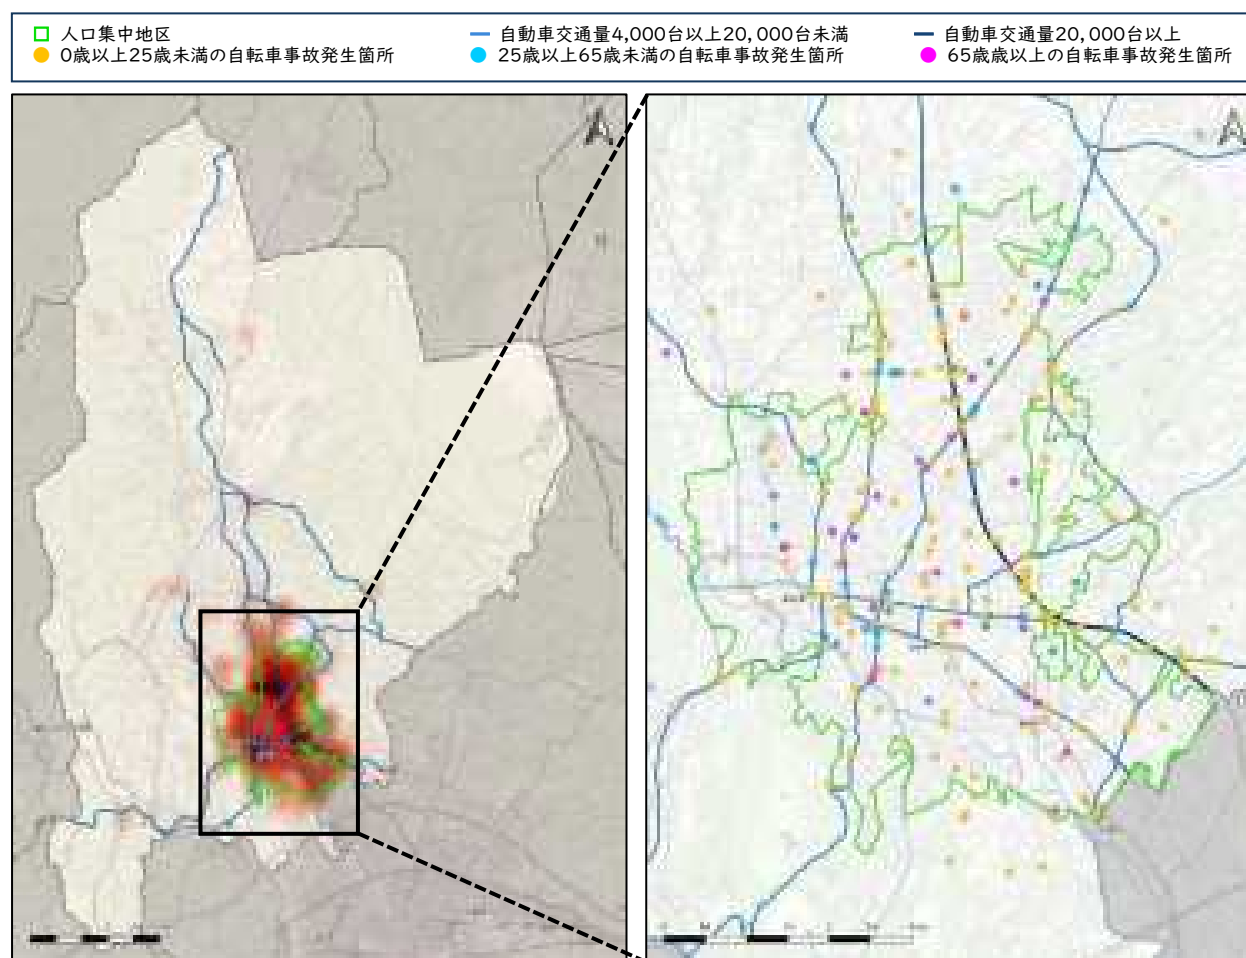 人口集中地区
自動車交通量4,000台以上20,000台未満
自動車交通量20,000台以上
0歳以上25歳未満の自転車事故発生箇所
25歳以上65歳未満の自転車事故発生箇所
65歳歳以上の自転車事故発生箇所